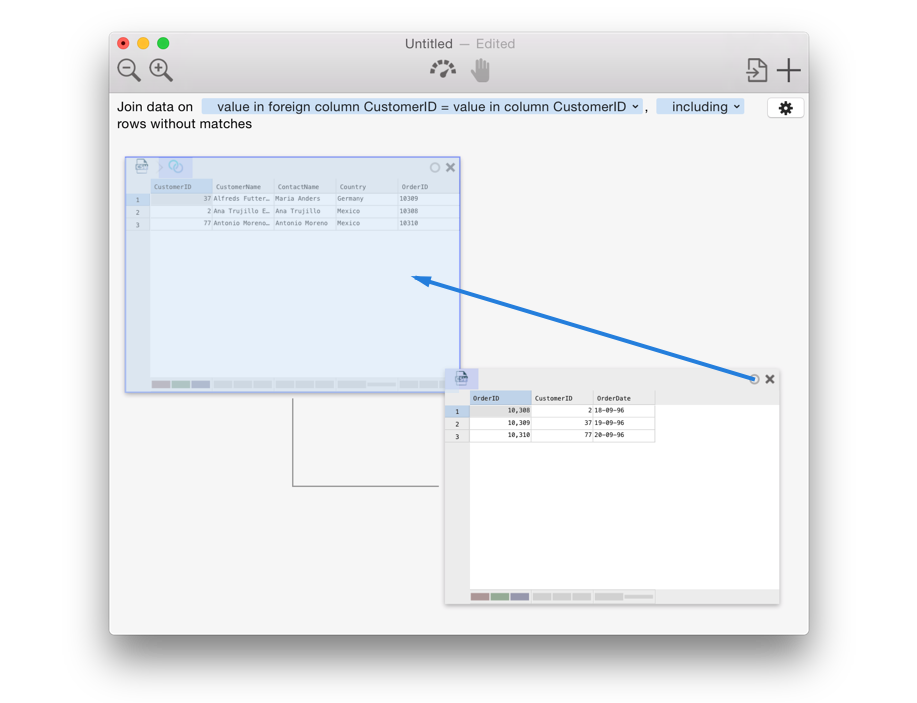 Untitled — Edited
Join data on value in foreign column CustomerID = value in column CustomerID , including
rows without matches
CustomerID CustomerName ContactName Country OrderID
1 37 Alfreds Futter… Maria Anders Germany 10309
2 2 Ana Trujillo E… Ana Trujillo Mexico 10308
3 77 Antonio Moreno… Antonio Moreno Mexico 10310
OrderID CustomerID OrderDate
1 10,308 2 18-09-96
2 10,309 37 19-09-96
3 10,310 77 20-09-96